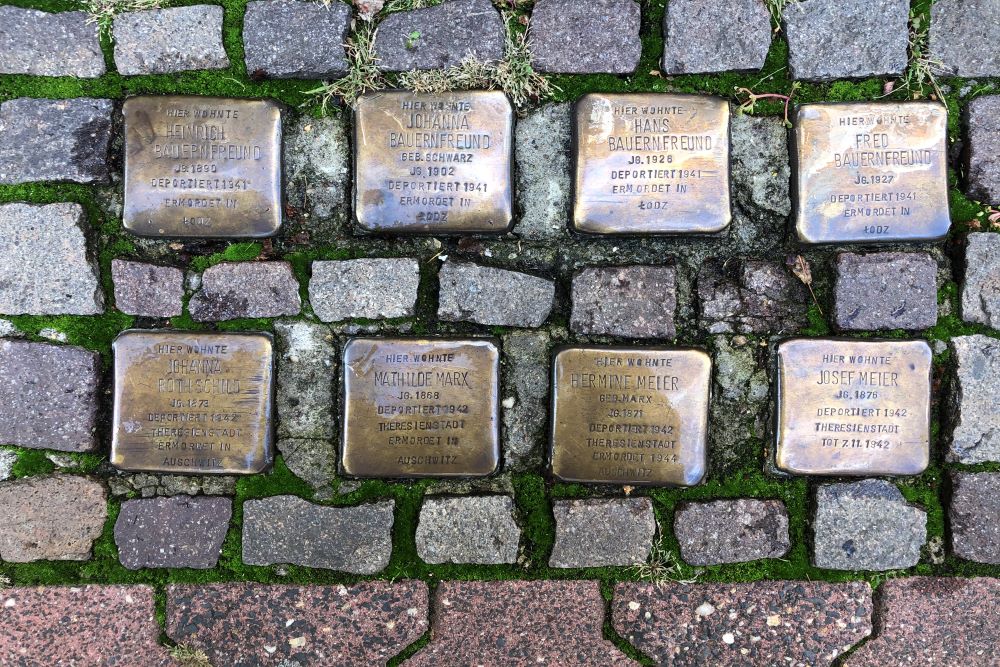 HIER WOHNTE
HEINRICH
BAUERNFREUND
JG. 1890
DEPORTIERT 1941
ERMORDET IN
ŁODZ
HIER WOHNTE
JOHANNA
BAUERNFREUND
GEB. SCHWARZ
JG. 1902
DEPORTIERT 1941
ERMORDET IN
ŁODZ
HIER WOHNTE
HANS
BAUERNFREUND
JG. 1926
DEPORTIERT 1941
ERMORDET IN
ŁODZ
HIER WOHNTE
FRED
BAUERNFREUND
JG. 1927
DEPORTIERT 1941
ERMORDET IN
ŁODZ
HIER WOHNTE
JOHANNA
ROTHSCHILD
JG. 1873
DEPORTIERT 1942
THERESIENSTADT
ERMORDET IN
AUSCHWITZ
HIER WOHNTE
MATHILDE MARX
JG. 1868
DEPORTIERT 1942
THERESIENSTADT
ERMORDET IN
AUSCHWITZ
HIER WOHNTE
HERMINE MEIER
GEB. MARX
JG. 1871
DEPORTIERT 1942
THERESIENSTADT
ERMORDET 1944
AUSCHWITZ
HIER WOHNTE
JOSEF MEIER
JG. 1876
DEPORTIERT 1942
THERESIENSTADT
TOT 7.11.1942